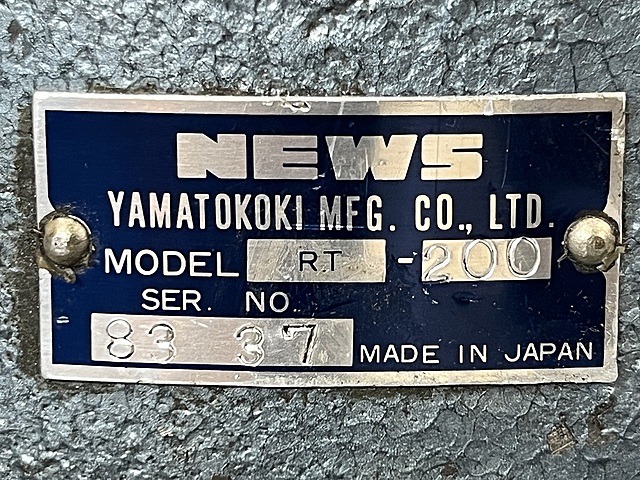 NEWS
YAMATOKOKI MFG. CO., LTD.
MODEL RT -200
SER. NO.
83 37 MADE IN JAPAN